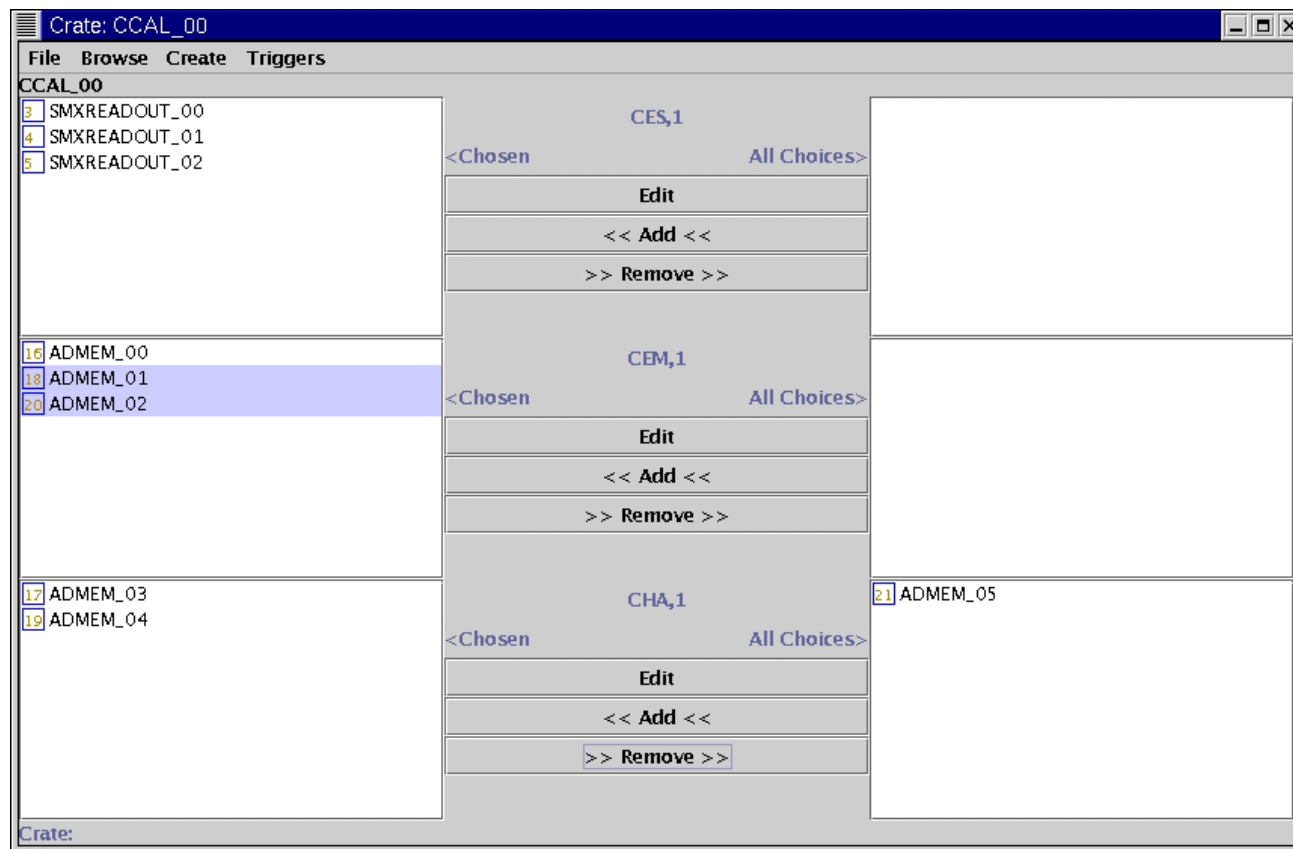 Crate: CCAL_00
File Browse Create Triggers
CCAL_00
3 SMXREADOUT_00
4 SMXREADOUT_01
5 SMXREADOUT_02
CES,1
<Chosen All Choices>
Edit
<< Add <<
>> Remove >>
16 ADMEM_00
18 ADMEM_01
20 ADMEM_02
CEM,1
<Chosen All Choices>
Edit
<< Add <<
>> Remove >>
17 ADMEM_03
19 ADMEM_04
CHA,1
<Chosen All Choices>
Edit
<< Add <<
>> Remove >>
21 ADMEM_05
Crate: